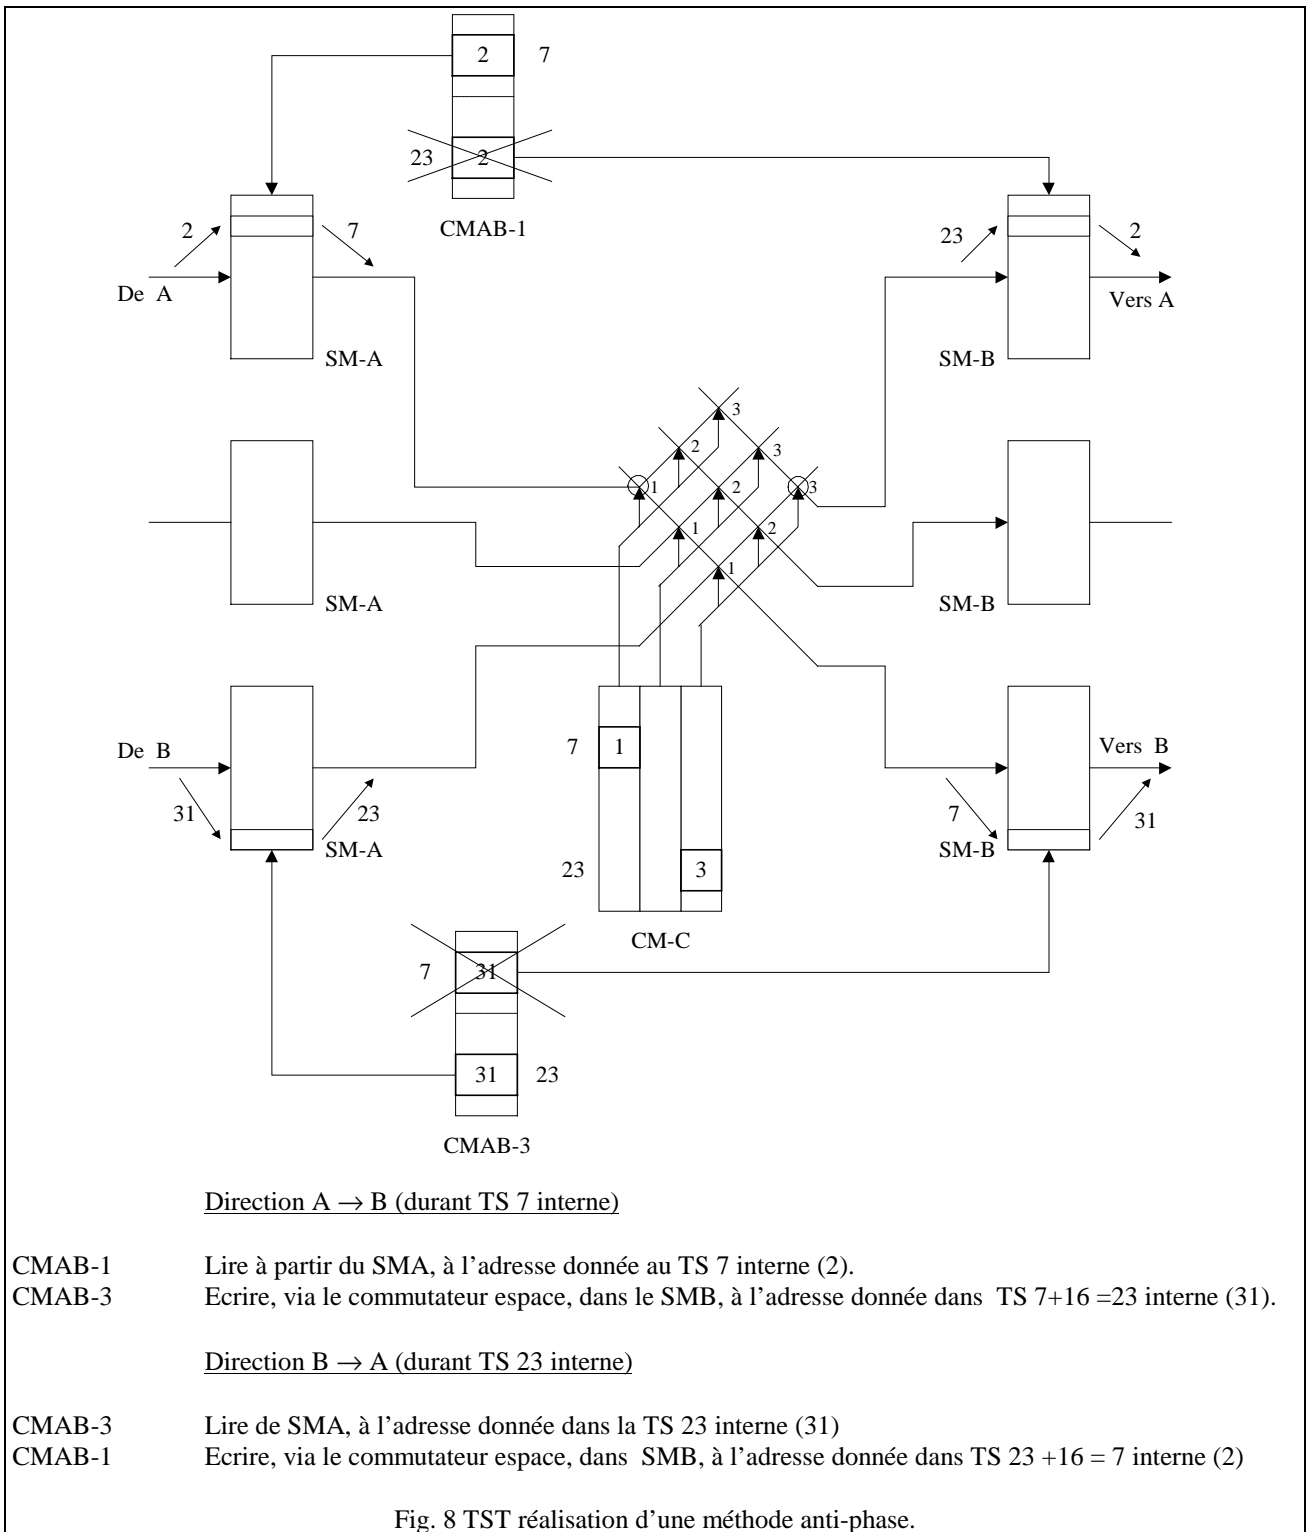 2 7
23 2
CMAB-1
2 7
De A
SM-A
23 2
Vers A
SM-B
3
2 3
1 2 3
1 2
1
SM-A
SM-B
De B
31 23
SM-A
7 1
23 3
CM-C
Vers B
7 31
SM-B
7 31
31 23
CMAB-3
Direction A → B (durant TS 7 interne)
CMAB-1 Lire à partir du SMA, à l’adresse donnée au TS 7 interne (2).
CMAB-3 Ecrire, via le commutateur espace, dans le SMB, à l’adresse donnée dans TS 7+16 =23 interne (31).
Direction B → A (durant TS 23 interne)
CMAB-3 Lire de SMA, à l’adresse donnée dans la TS 23 interne (31)
CMAB-1 Ecrire, via le commutateur espace, dans SMB, à l’adresse donnée dans TS 23 +16 = 7 interne (2)
Fig. 8 TST réalisation d’une méthode anti-phase.